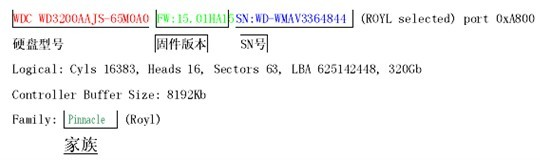 WDC WD3200AAJS-65M0A0 FW:15.01HA15 SN:WD-WMAV3364844 (ROYL selected) port 0xA800
硬盘型号 固件版本 SN号
Logical: Cyls 16383, Heads 16, Sectors 63, LBA 625142448, 320Gb
Controller Buffer Size: 8192Kb
Family: Pinnacle (Royl)
家族